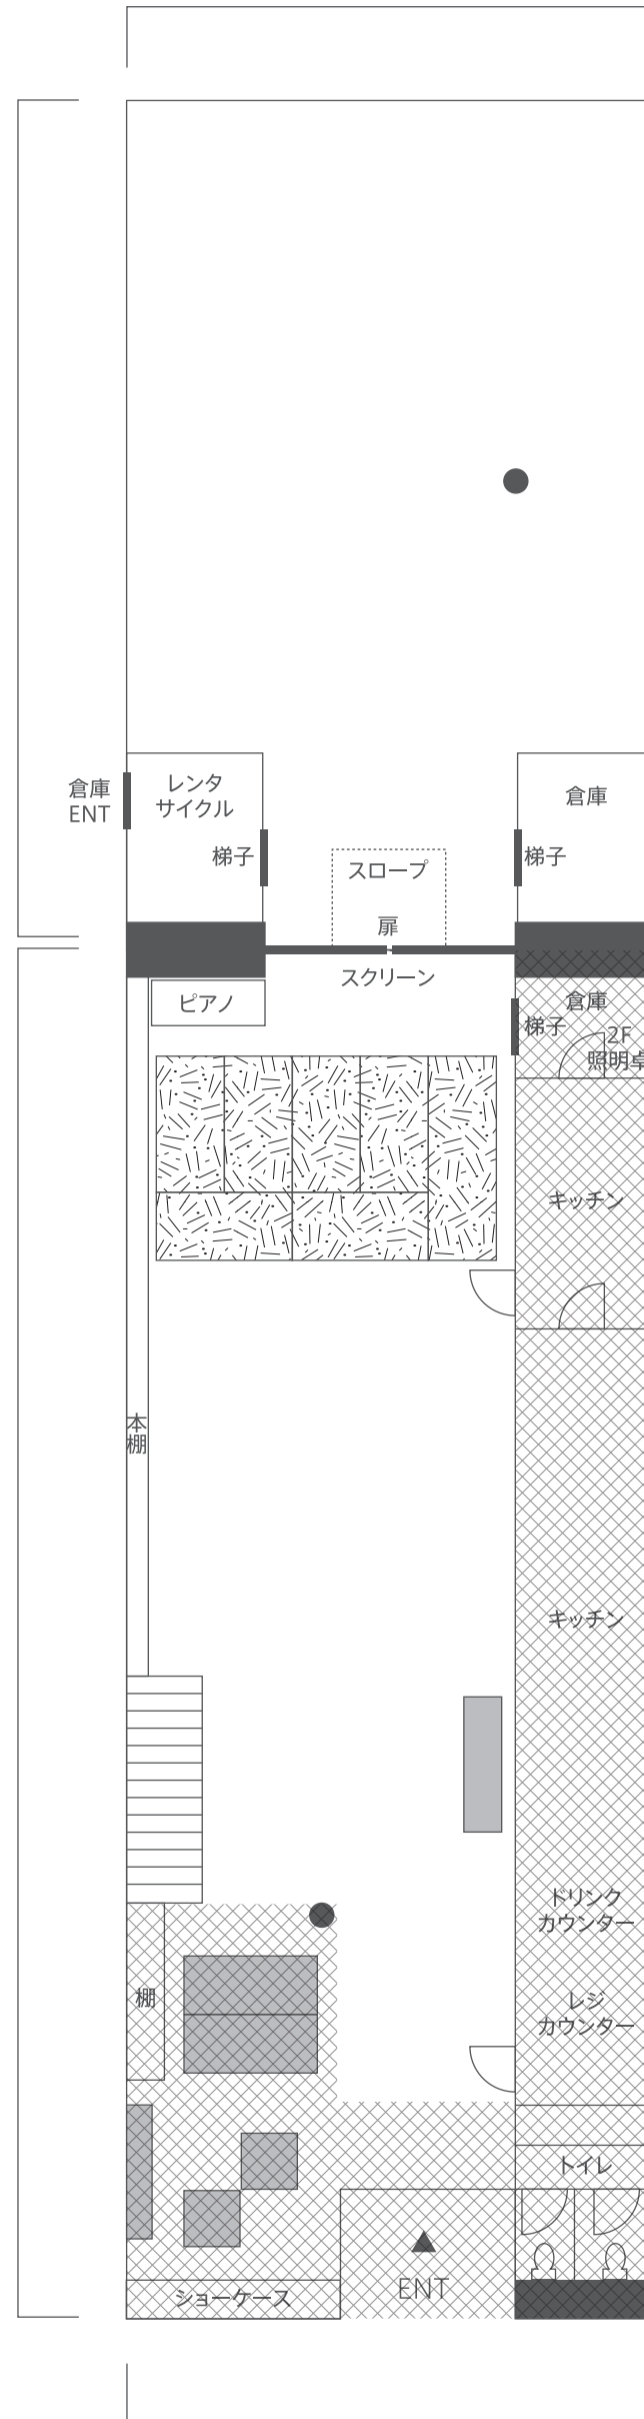 倉庫
ENT
レンタ
サイクル
梯子
倉庫
梯子
スロープ
扉
スクリーン
ピアノ
倉庫
梯子
2F
照明卓
キッチン
本棚
キッチン
ドリンク
カウンター
棚
レジ
カウンター
トイレ
ENT
ショーケース